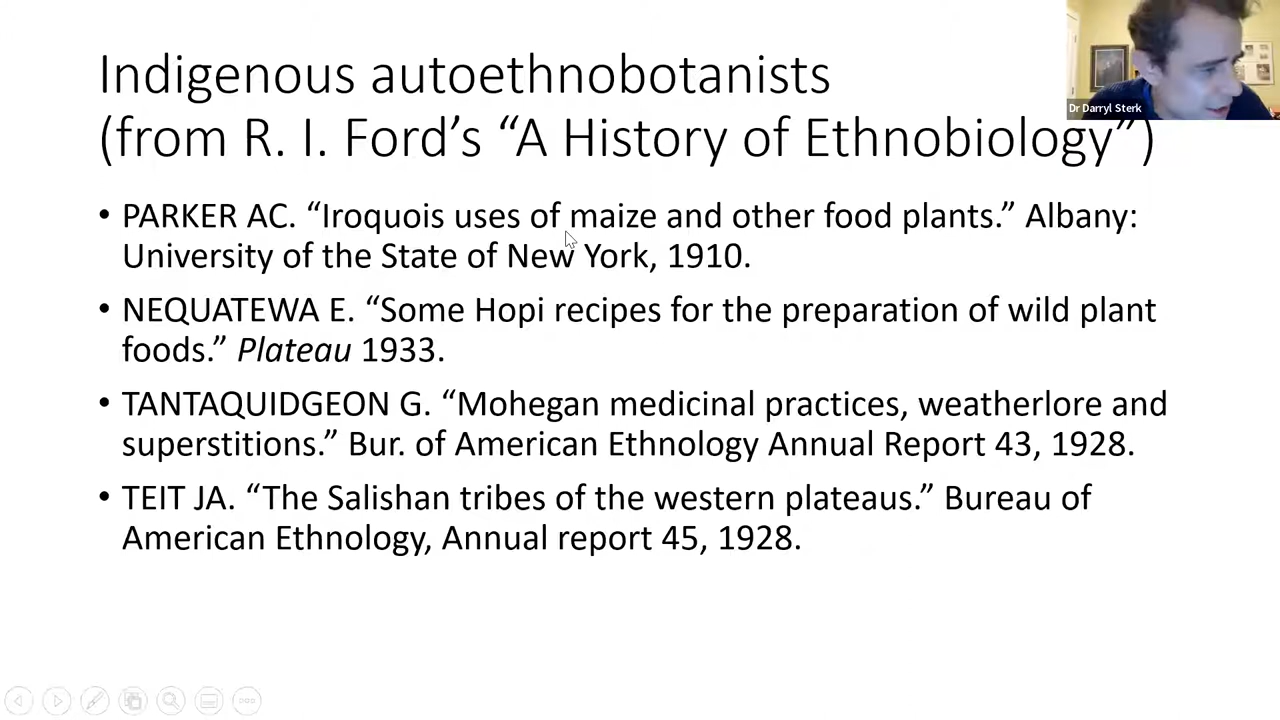 Indigenous autoethnobotanists
(from R. I. Ford’s “A History of Ethnobiology”)
Dr Darryl Sterk
• PARKER AC. “Iroquois uses of maize and other food plants.” Albany:
University of the State of New York, 1910.
• NEQUATEWA E. “Some Hopi recipes for the preparation of wild plant
foods.” Plateau 1933.
• TANTAQUIDGEON G. “Mohegan medicinal practices, weatherlore and
superstitions.” Bur. of American Ethnology Annual Report 43, 1928.
• TEIT JA. “The Salishan tribes of the western plateaus.” Bureau of
American Ethnology, Annual report 45, 1928.